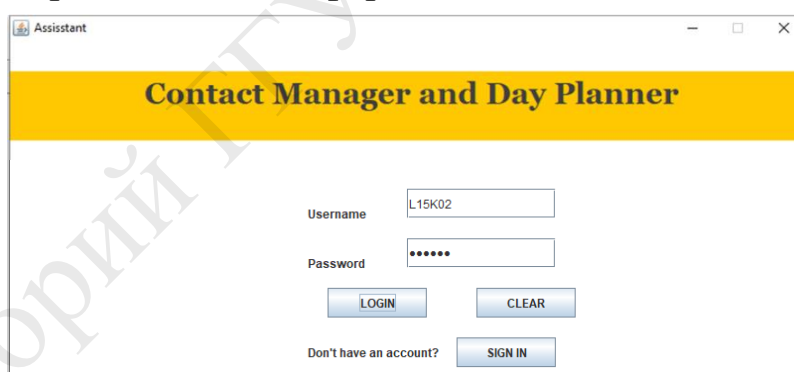 Assisstant
Contact Manager and Day Planner
Username L15K02
Password ••••••
LOGIN CLEAR
Don't have an account? SIGN IN